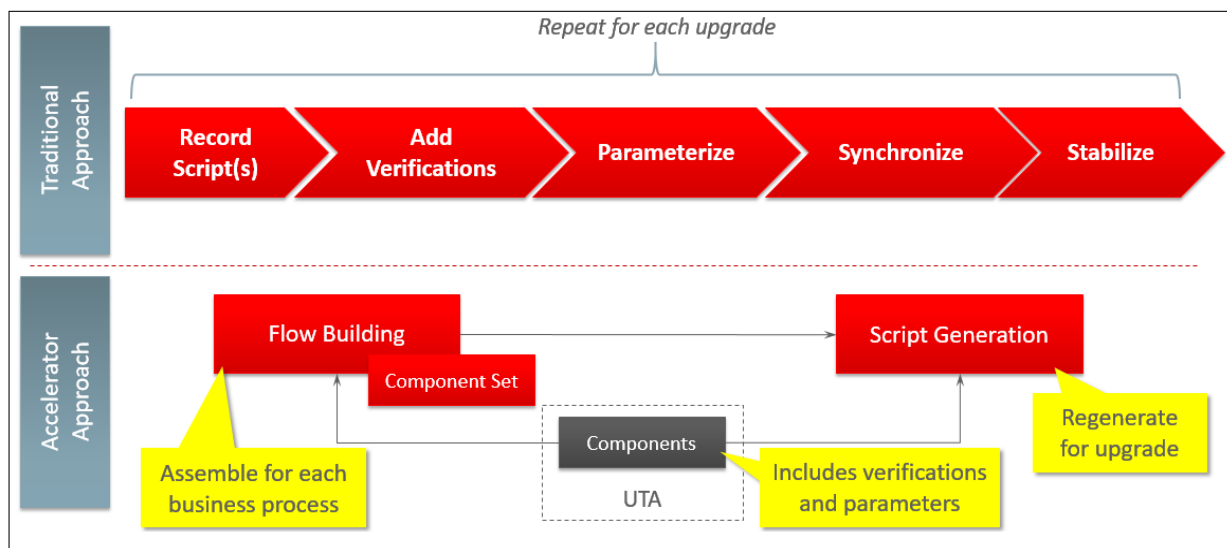 Repeat for each upgrade
Traditional
Approach
Record
Script(s)
Add
Verifications
Parameterize
Synchronize
Stabilize
Accelerator
Approach
Flow Building
Component Set
Script Generation
Components
UTA
Assemble for each
business process
Includes verifications
and parameters
Regenerate
for upgrade